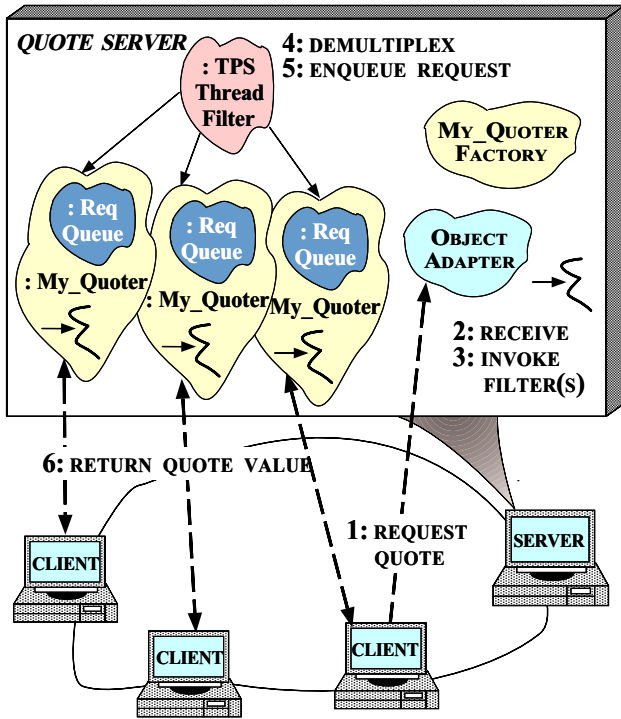 QUOTE SERVER
4: DEMULTIPLEX
5: ENQUEUE REQUEST
: TPS
Thread
Filter
MY_QUOTER
FACTORY
: Req
Queue
: My_Quoter
: Req
Queue
: My_Quoter
: Req
Queue
My_Quoter
OBJECT
ADAPTER
2: RECEIVE
3: INVOKE
FILTER(S)
6: RETURN QUOTE VALUE
1: REQUEST
QUOTE
CLIENT
CLIENT
CLIENT
SERVER